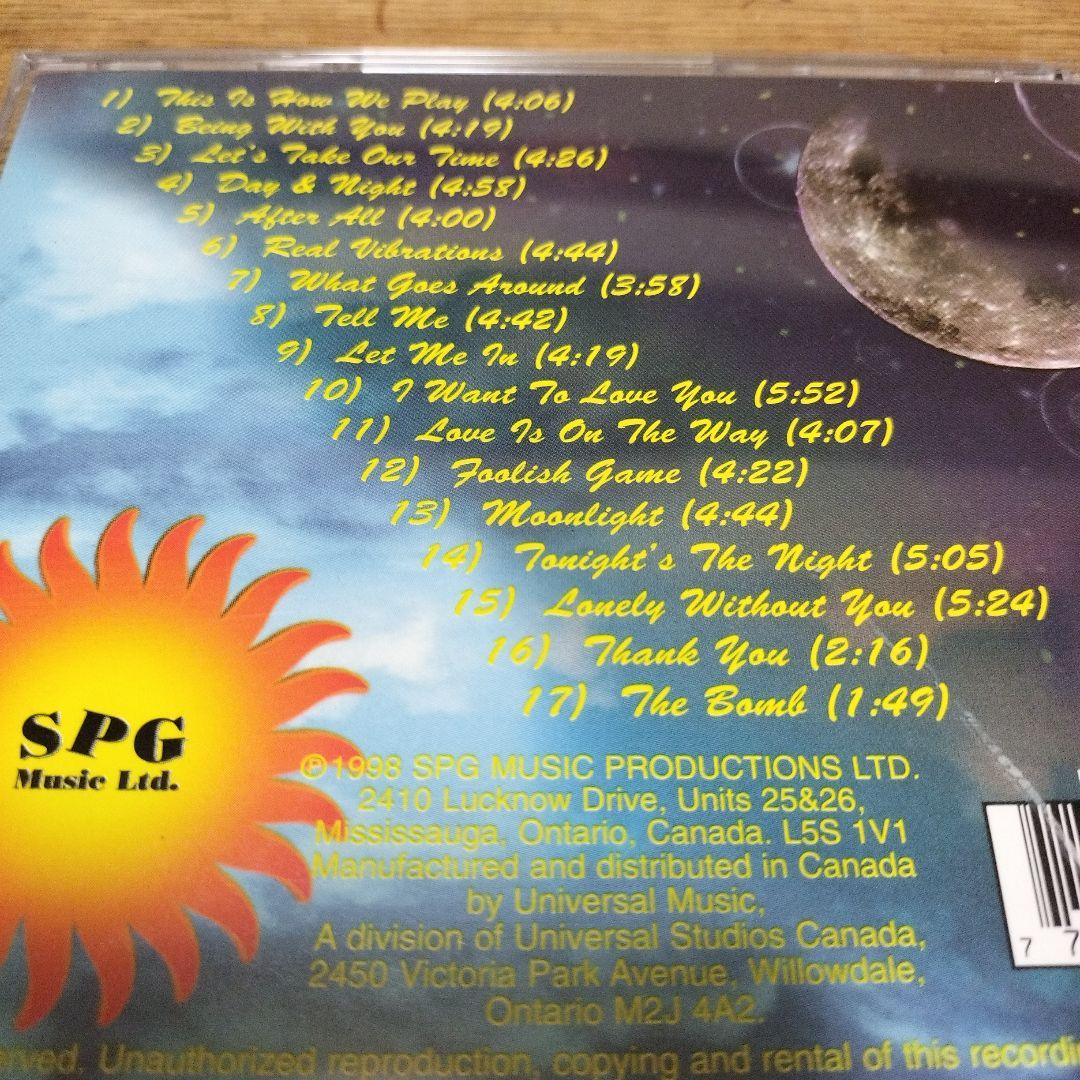 1) This Is How We Play (4:06)
2) Being With You (4:19)
3) Let's Take Our Time (4:26)
4) Day & Night (4:58)
5) After All (4:00)
6) Real Vibrations (4:44)
7) What Goes Around (3:58)
8) Tell Me (4:42)
9) Let Me In (4:19)
10) I Want To Love You (5:52)
11) Love Is On The Way (4:07)
12) Foolish Game (4:22)
13) Moonlight (4:44)
14) Tonight's The Night (5:05)
15) Lonely Without You (5:24)
16) Thank You (2:16)
17) The Bomb (1:49)
SPG
Music Ltd.
℗1998 SPG MUSIC PRODUCTIONS LTD.
2410 Lucknow Drive, Units 25&26,
Mississauga, Ontario, Canada. L5S 1V1
Manufactured and distributed in Canada
by Universal Music,
A division of Universal Studios Canada,
2450 Victoria Park Avenue, Willowdale,
Ontario M2J 4A2.
7 7
Unauthorized reproduction, copying and rental of this